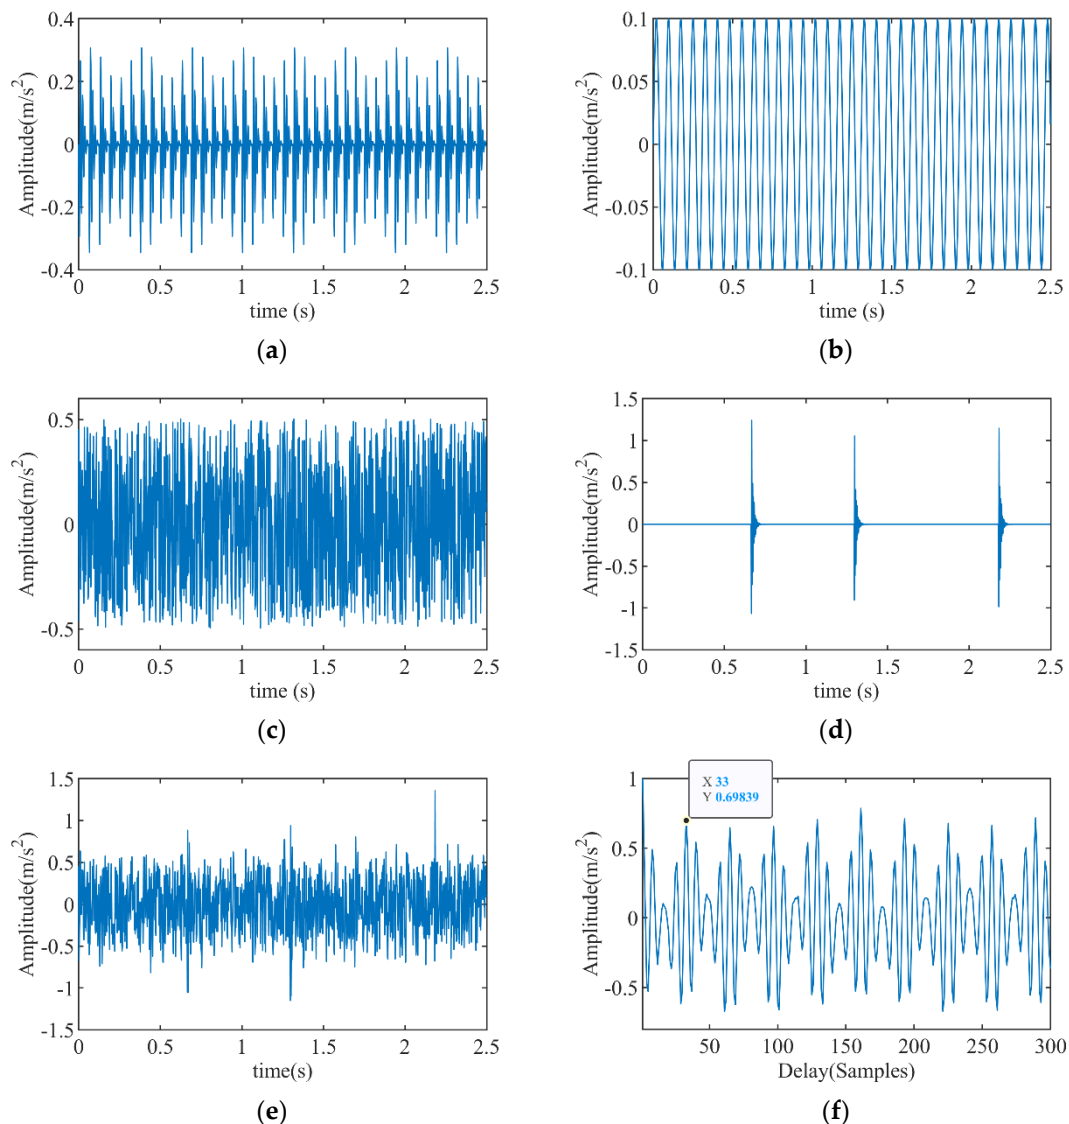 0.4
0.2
0
-0.2
-0.4
Amplitude(m/s²)
0 0.5 1 1.5 2 2.5
time (s)
(a)
0.1
0.05
0
-0.05
-0.1
Amplitude(m/s²)
0 0.5 1 1.5 2 2.5
time (s)
(b)
0.5
0
-0.5
Amplitude(m/s²)
0 0.5 1 1.5 2 2.5
time (s)
(c)
1.5
1
0.5
0
-0.5
-1
-1.5
Amplitude(m/s²)
0 0.5 1 1.5 2 2.5
time (s)
(d)
1.5
1
0.5
0
-0.5
-1
-1.5
Amplitude(m/s²)
0 0.5 1 1.5 2 2.5
time(s)
(e)
X 33
Y 0.69839
1
0.5
0
-0.5
Amplitude(m/s²)
50 100 150 200 250 300
Delay(Samples)
(f)